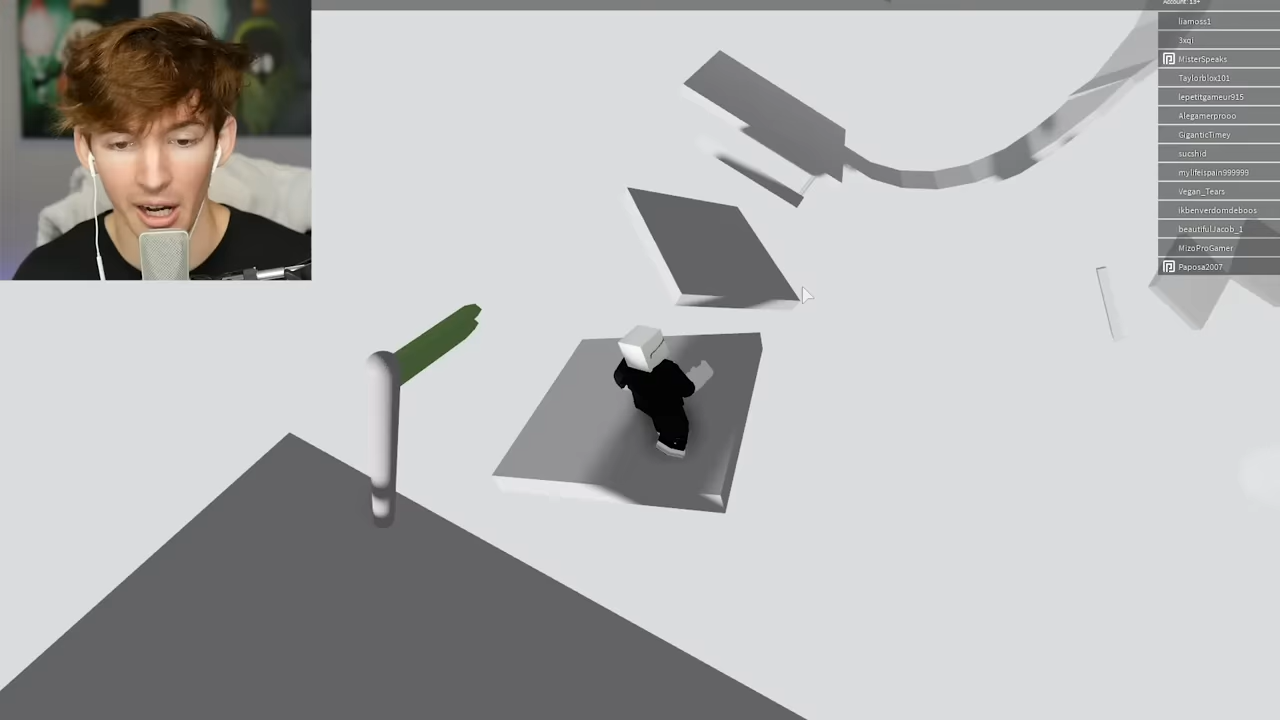 Account: 13+
liamoss1
3xqi
MisterSpeaks
Taylorblox101
lepetitgameur915
Alegamerprooo
GiganticTimey
sucshid
mylifeispain999999
Vegan_Tears
ikbenverdomdeboos
beautifulJacob_1
MizoProGamer
Paposa2007